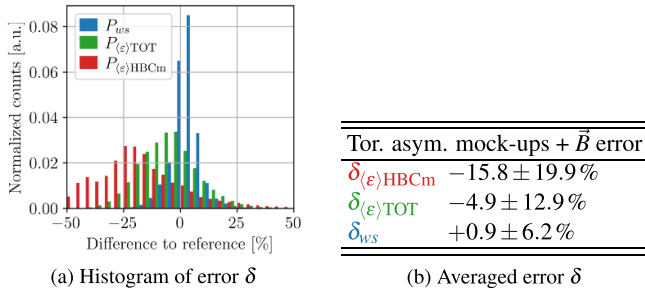 0.08
0.06
0.04
0.02
0.00
Normalized counts [a.u.]
P_ws
P_⟨ε⟩TOT
P_⟨ε⟩HBCm
−50 −25 0 25 50
Difference to reference [%]
(a) Histogram of error δ
Tor. asym. mock-ups + B⃗ error
δ_⟨ε⟩HBCm −15.8 ± 19.9 %
δ_⟨ε⟩TOT −4.9 ± 12.9 %
δ_ws +0.9 ± 6.2 %
(b) Averaged error δ